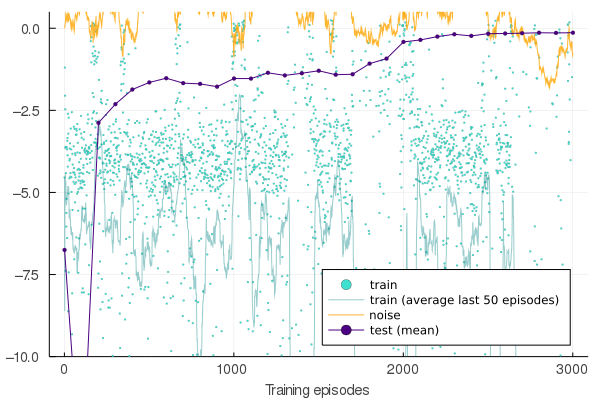 0.0
−2.5
−5.0
−7.5
−10.0
0
1000
2000
3000
Training episodes
train
train (average last 50 episodes)
noise
test (mean)